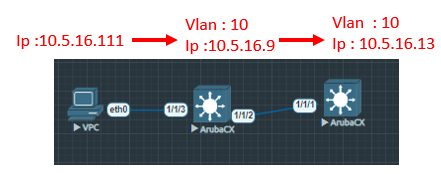 Ip :10.5.16.111
Vlan : 10
Ip :10.5.16.9
Vlan : 10
Ip : 10.5.16.13
VPC
eth0
1/1/3
ArubaCX
1/1/2
1/1/1
ArubaCX